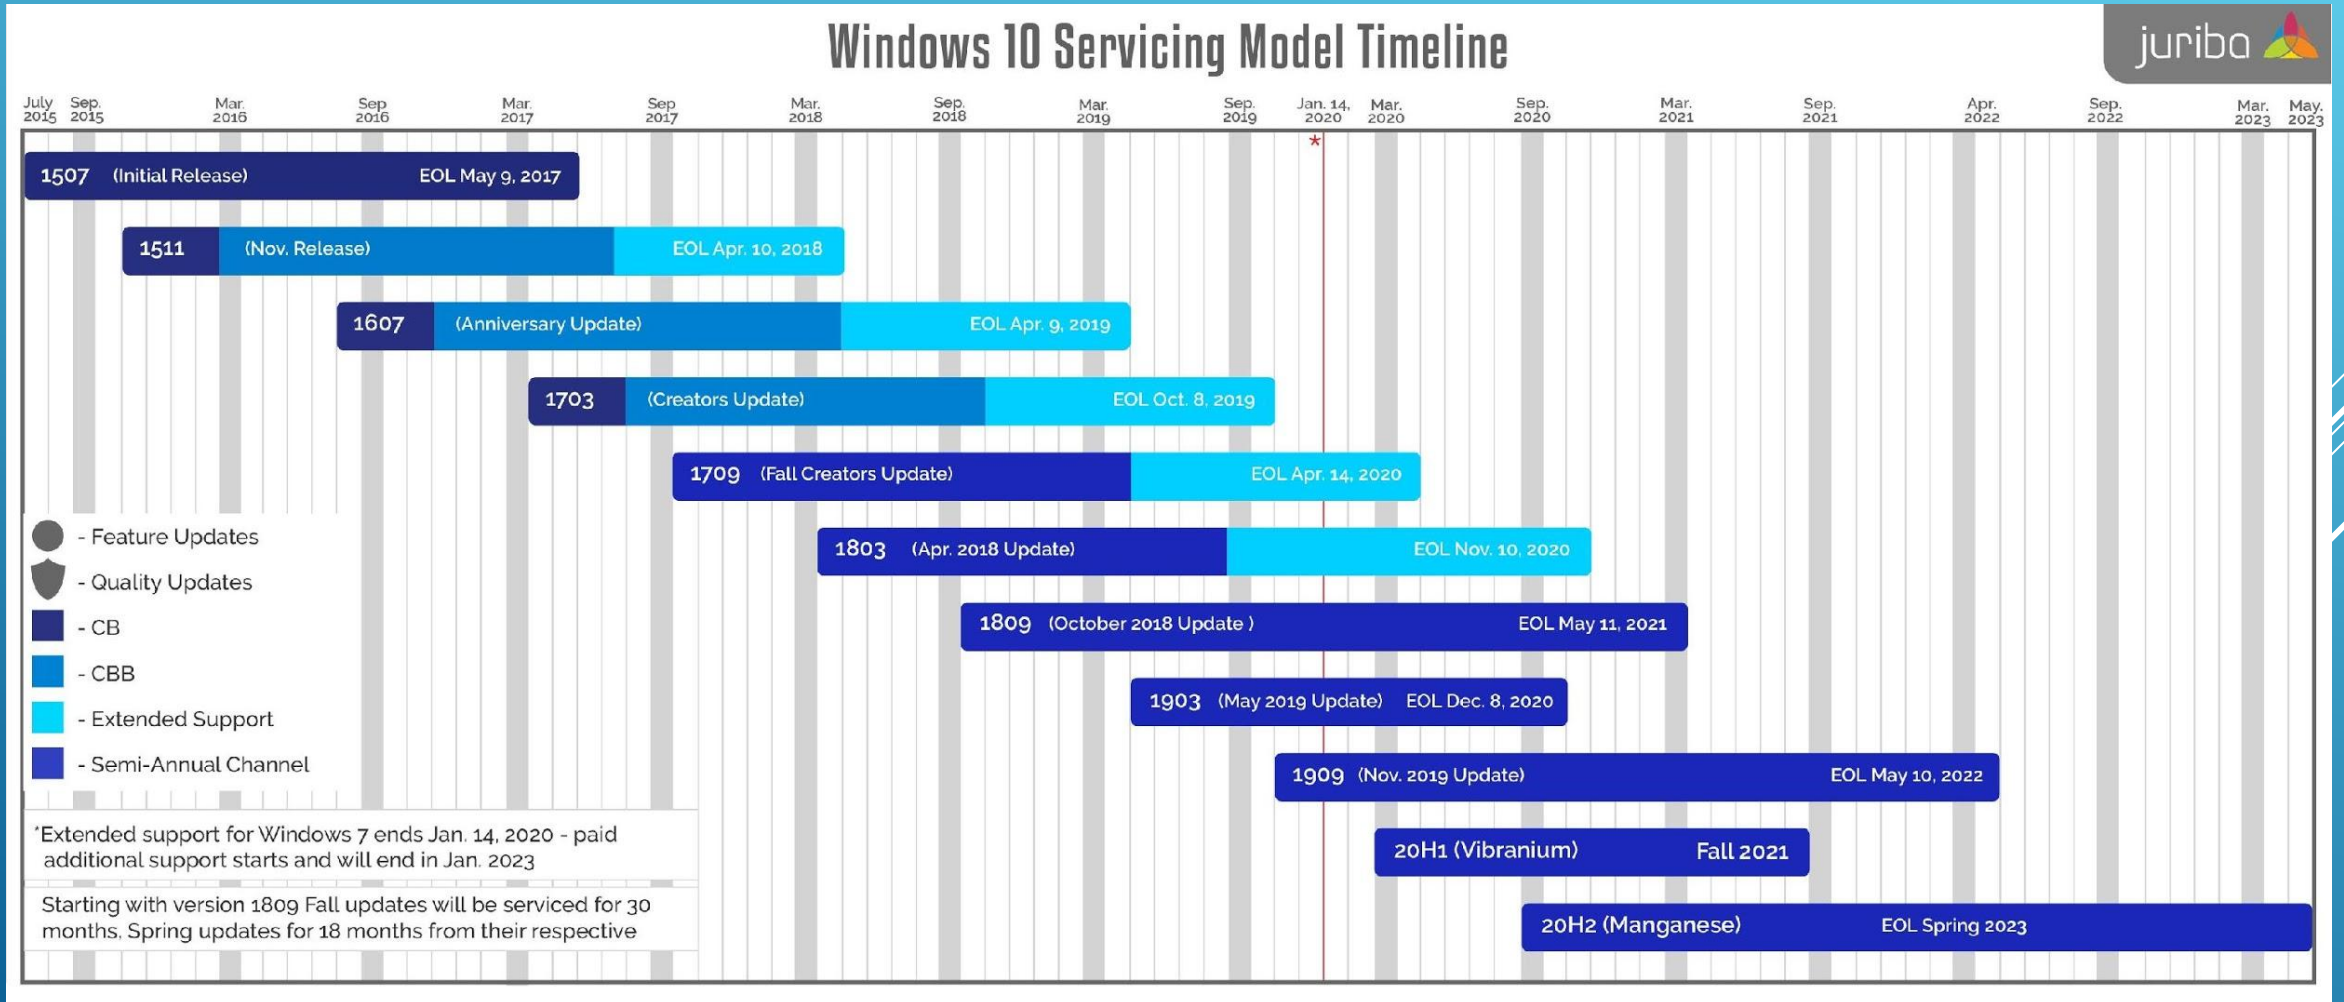 Windows 10 Servicing Model Timeline
juriba
July 2015
Sep. 2015
Mar. 2016
Sep 2016
Mar. 2017
Sep 2017
Mar. 2018
Sep. 2018
Mar. 2019
Sep. 2019
Jan. 14, 2020
Mar. 2020
Sep. 2020
Mar. 2021
Sep. 2021
Apr. 2022
Sep. 2022
Mar. 2023
May. 2023
*
1507 (Initial Release) EOL May 9, 2017
1511 (Nov. Release) EOL Apr. 10, 2018
1607 (Anniversary Update) EOL Apr. 9, 2019
1703 (Creators Update) EOL Oct. 8, 2019
1709 (Fall Creators Update) EOL Apr. 14, 2020
1803 (Apr. 2018 Update) EOL Nov. 10, 2020
1809 (October 2018 Update ) EOL May 11, 2021
1903 (May 2019 Update) EOL Dec. 8, 2020
1909 (Nov. 2019 Update) EOL May 10, 2022
20H1 (Vibranium) Fall 2021
20H2 (Manganese) EOL Spring 2023
- Feature Updates
- Quality Updates
- CB
- CBB
- Extended Support
- Semi-Annual Channel
*Extended support for Windows 7 ends Jan. 14, 2020 - paid
additional support starts and will end in Jan. 2023
Starting with version 1809 Fall updates will be serviced for 30
months, Spring updates for 18 months from their respective